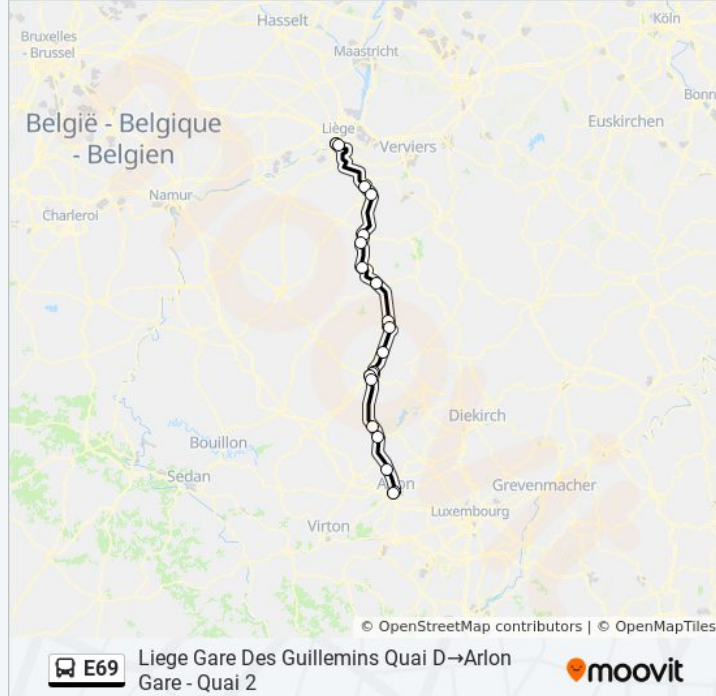 Hasselt
Köln
Bruxelles
- Brussel
Maastricht
Bonn
België - Belgique
- Belgien
Liège
Euskirchen
Verviers
Namur
Charleroi
Diekirch
Bouillon
Sedan
Arlon
Grevenmacher
Luxembourg
Virton
© OpenStreetMap contributors | © OpenMapTiles
E69
Liege Gare Des Guillemins Quai D→Arlon
Gare - Quai 2
moovit